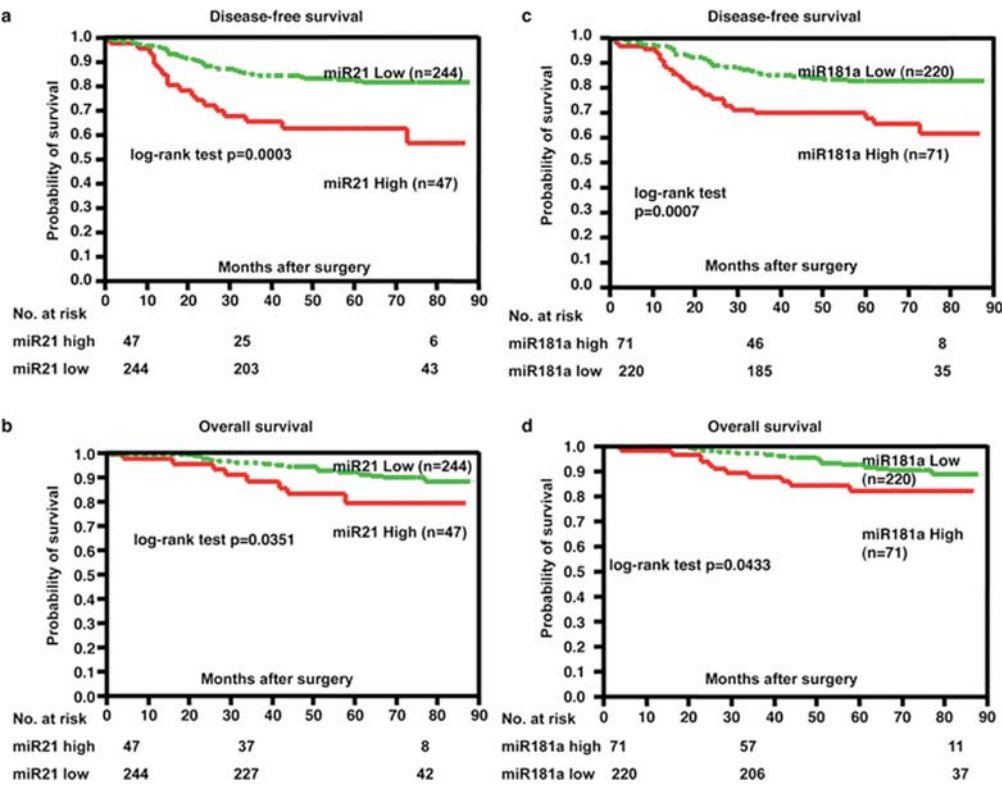 a
Disease-free survival
1.0
0.9
0.8
0.7
0.6
0.5
0.4
0.3
0.2
0.1
0.0
Probability of survival
miR21 Low (n=244)
log-rank test p=0.0003
miR21 High (n=47)
Months after surgery
0 10 20 30 40 50 60 70 80 90
No. at risk
miR21 high 47 25 6
miR21 low 244 203 43
c
Disease-free survival
1.0
0.9
0.8
0.7
0.6
0.5
0.4
0.3
0.2
0.1
0.0
Probability of survival
miR181a Low (n=220)
miR181a High (n=71)
log-rank test
p=0.0007
Months after surgery
0 10 20 30 40 50 60 70 80 90
No. at risk
miR181a high 71 46 8
miR181a low 220 185 35
b
Overall survival
1.0
0.9
0.8
0.7
0.6
0.5
0.4
0.3
0.2
0.1
0.0
Probability of survival
miR21 Low (n=244)
miR21 High (n=47)
log-rank test p=0.0351
Months after surgery
0 10 20 30 40 50 60 70 80 90
No. at risk
miR21 high 47 37 8
miR21 low 244 227 42
d
Overall survival
1.0
0.9
0.8
0.7
0.6
0.5
0.4
0.3
0.2
0.1
0.0
Probability of survival
miR181a Low
(n=220)
miR181a High
(n=71)
log-rank test p=0.0433
Months after surgery
0 10 20 30 40 50 60 70 80 90
No. at risk
miR181a high 71 57 11
miR181a low 220 206 37